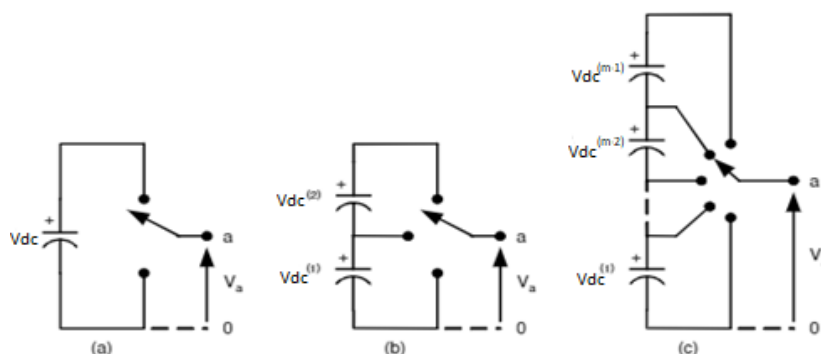 +
Vdc
a
Va
0
(a)
+
Vdc(2)
+
Vdc(1)
a
Va
0
(b)
+
Vdc(m-1)
+
Vdc(m-2)
+
Vdc(1)
a
V
0
(c)